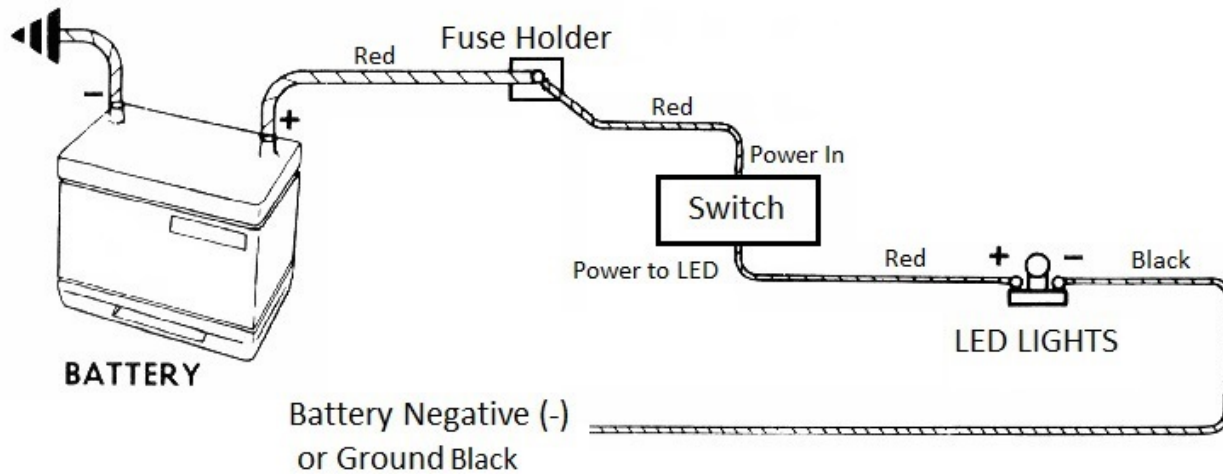 Fuse Holder
Red
-
+
Red
Power In
Switch
Power to LED
Red
+ -
Black
LED LIGHTS
BATTERY
Battery Negative (-)
or Ground Black